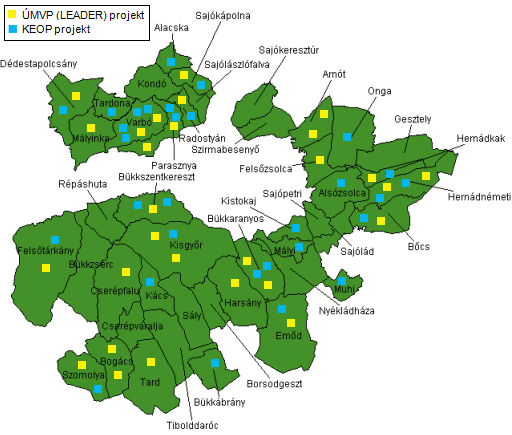 ÚMVP (LEADER) projekt
KEOP projekt
Sajókápolna
Alacska
Sajókeresztúr
Sajólászlófalva
Dédestapolcsány
Arnót
Onga
Kondó
Tardona
Gesztely
Varbó
Hernádkak
Mályinka
Radostyán
Szirmabesenyő
Parasznya
Felsőzsolca
Bükkszentkereszt
Répáshuta
Sajópetri
Alsózsolca
Hernádnémeti
Kistokaj
Bükkaranyos
Felsőtárkány
Kisgyőr
Mályi
Sajólád
Bőcs
Bükkzsérc
Cserépfalu
Kács
Harsány
Muhi
Nyékládháza
Sály
Cserépváralja
Emőd
Bogács
Szomolya
Tard
Borsodgeszt
Bükkábrány
Tibolddaróc